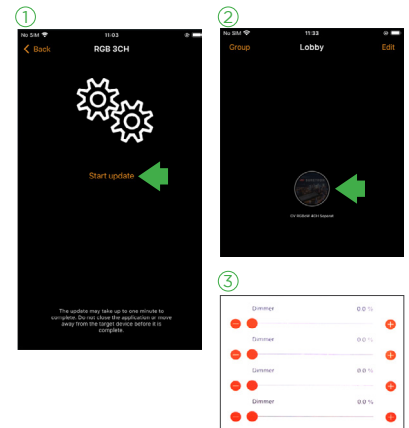 1
No SIM 11:03
Back RGB 3CH
Start update
The update may take up to one minute to
complete. Do not close the application or move
away from the target device before it is
complete.
2
No SIM 11:33
Group Lobby Edit
3
Dimmer 0.0 %
Dimmer 0.0 %
Dimmer 0.0 %
Dimmer 0.0 %